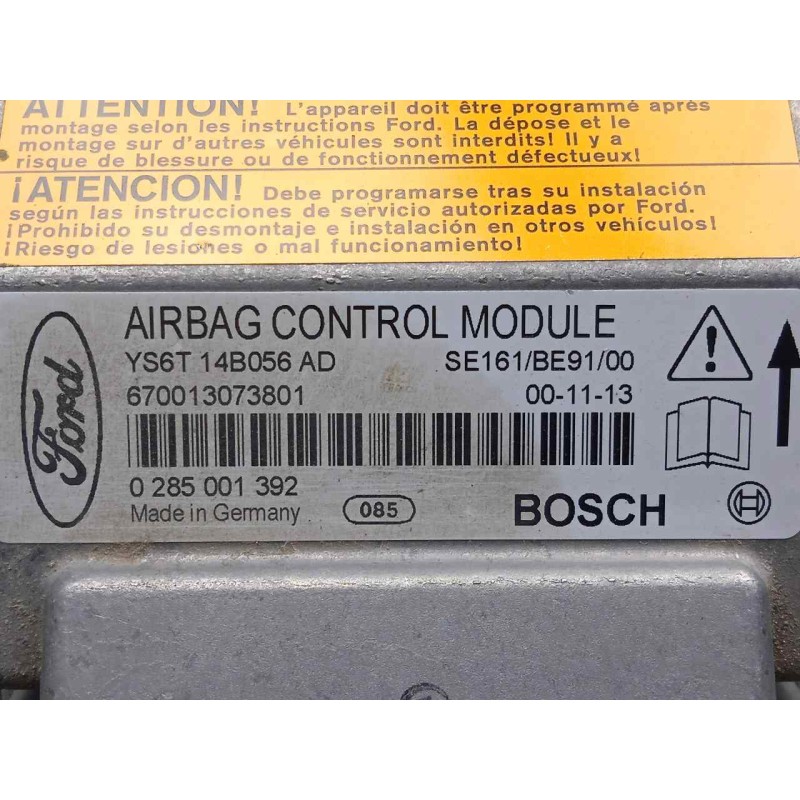 ATTENTION! L'appareil doit être programmé après
montage selon les instructions Ford. La dépose et le
montage sur d'autres véhicules sont interdits! Il y a
risque de blessure ou de fonctionnement défectueux!
¡ATENCION! Debe programarse tras su instalación
según las instrucciones de servicio autorizadas por Ford.
¡Prohibido su desmontaje e instalación en otros vehículos!
¡Riesgo de lesiones o mal funcionamiento!
Ford
AIRBAG CONTROL MODULE
YS6T 14B056 AD SE161/BE91/00
670013073801 00-11-13
0 285 001 392
Made in Germany 085 BOSCH